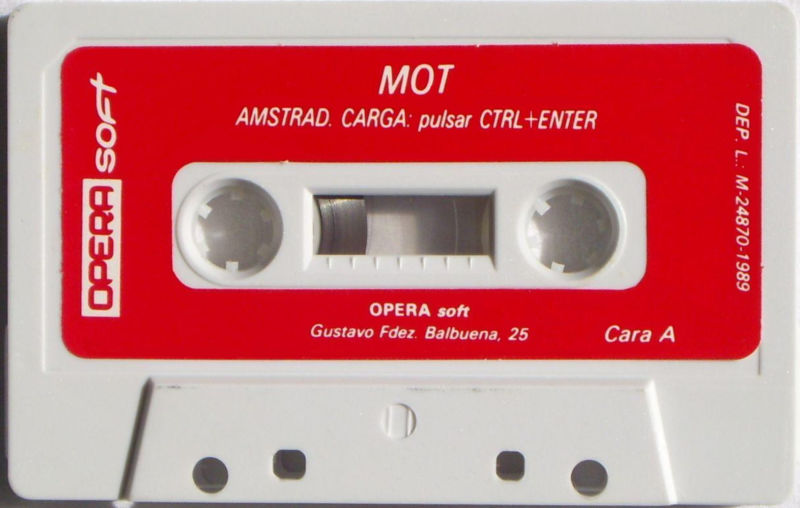 MOT
AMSTRAD. CARGA: pulsar CTRL+ENTER
OPERA soft
DEP. L.: M-24870-1989
OPERA soft
Gustavo Fdez. Balbuena, 25
Cara A